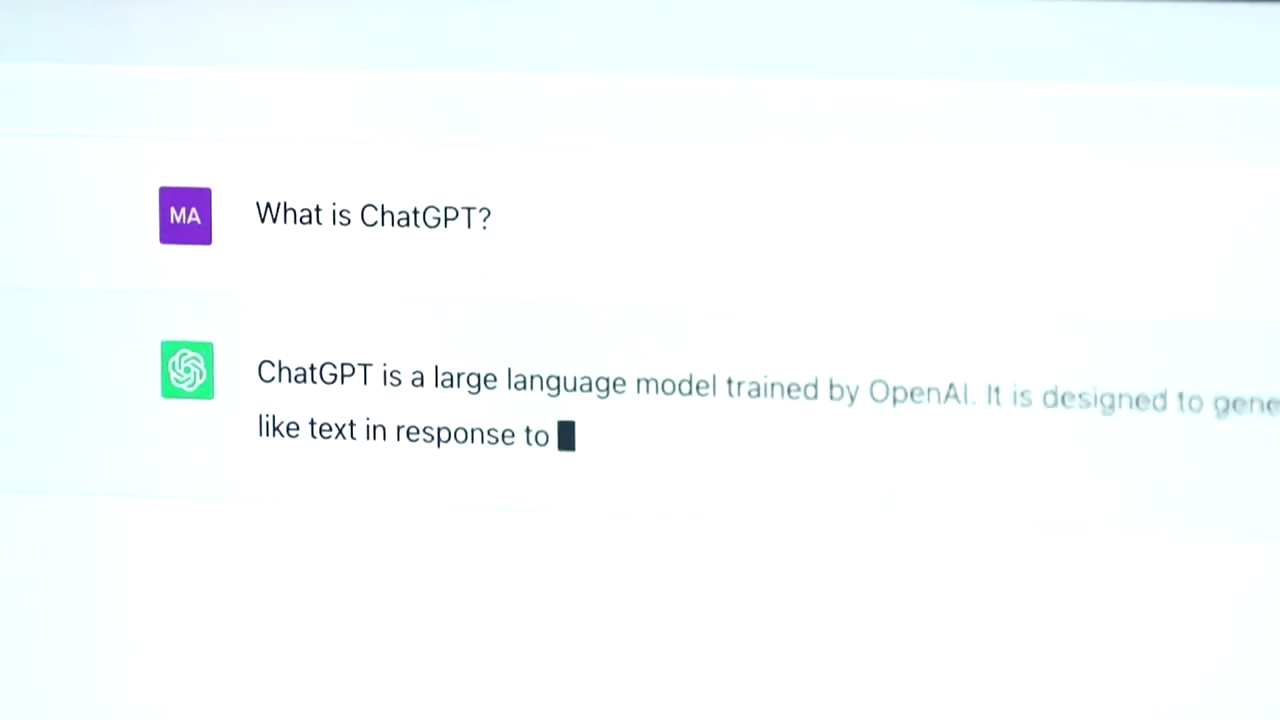 MA
What is ChatGPT?
ChatGPT is a large language model trained by OpenAI. It is designed to gene
like text in response to